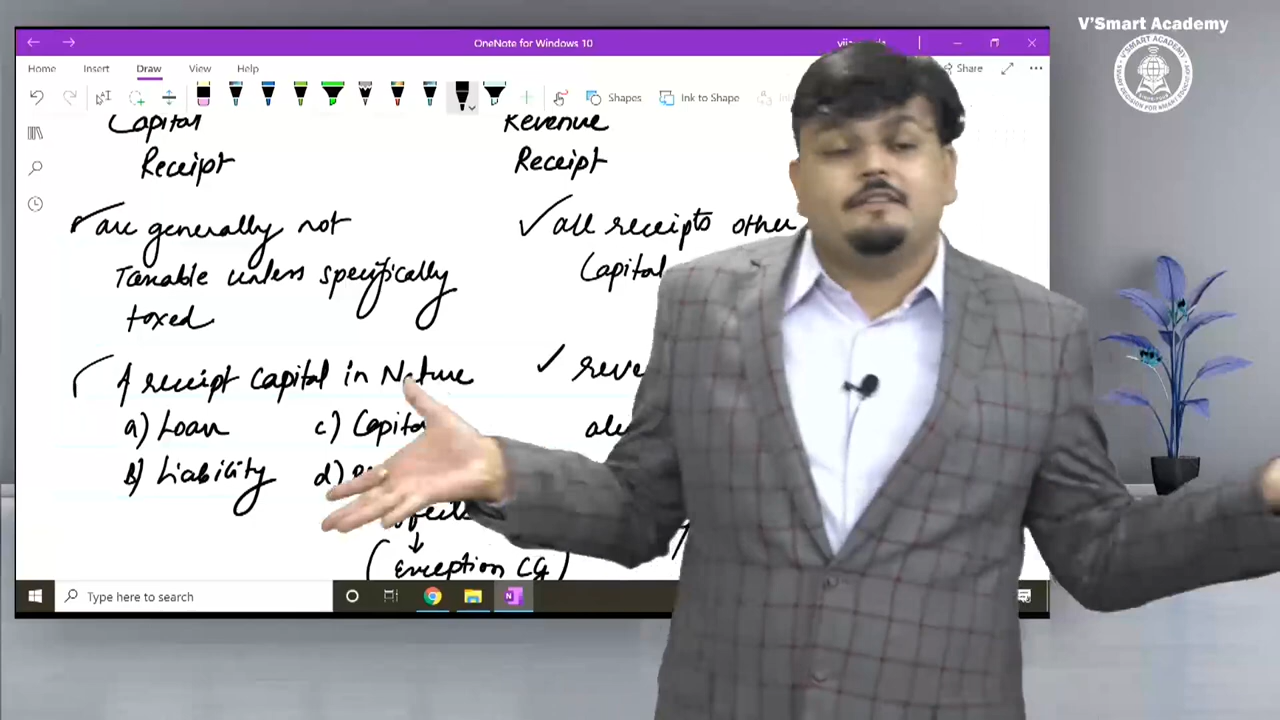 V'Smart Academy
OneNote for Windows 10
Home Insert Draw View Help
Share
Shapes
Ink to Shape
Capital
Receipt
✓are generally not
Taxable unless specifically
taxed
receipt capital in Nature
a) Loan
B) Liability
c)
d)
↓
(Exception CG)
Revenue
Receipt
✓all receipts other
Capital
✓
Type here to search